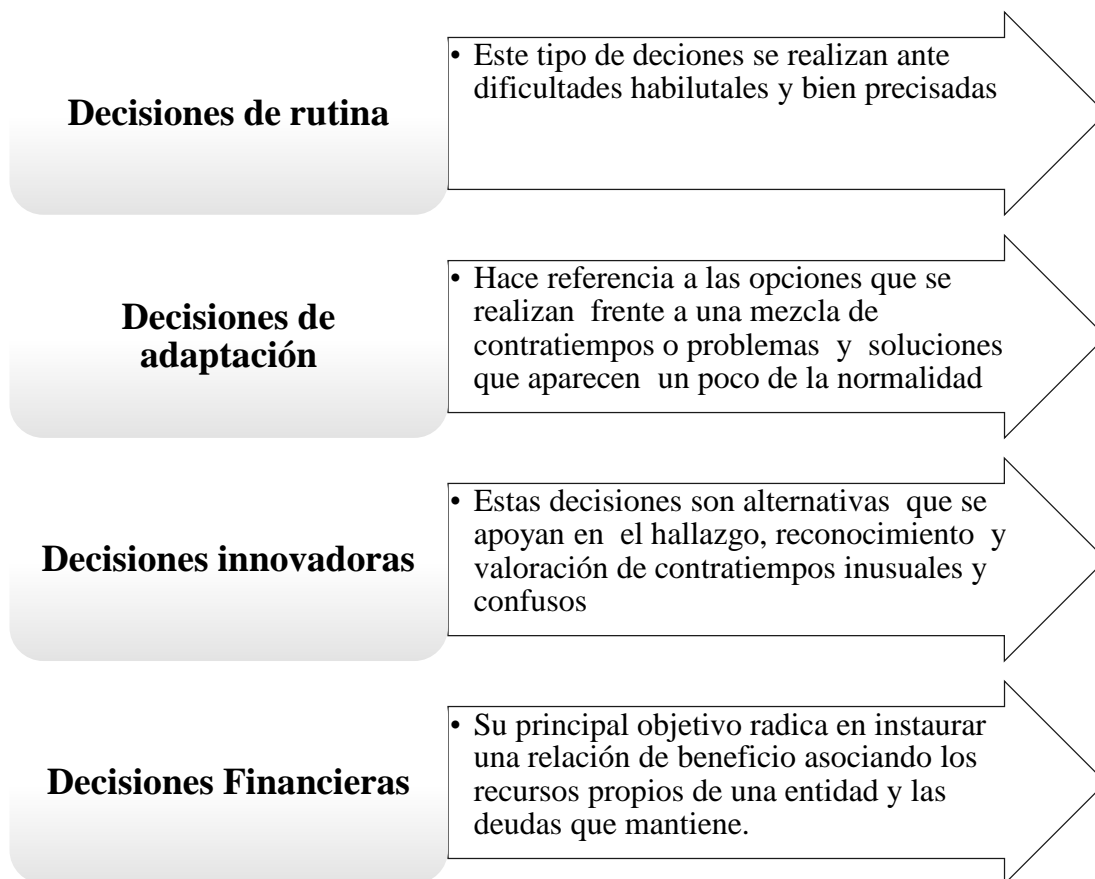 Decisiones de rutina
• Este tipo de deciones se realizan ante
dificultades habilutales y bien precisadas
Decisiones de
adaptación
• Hace referencia a las opciones que se
realizan frente a una mezcla de
contratiempos o problemas y soluciones
que aparecen un poco de la normalidad
Decisiones innovadoras
• Estas decisiones son alternativas que se
apoyan en el hallazgo, reconocimiento y
valoración de contratiempos inusuales y
confusos
Decisiones Financieras
• Su principal objetivo radica en instaurar
una relación de beneficio asociando los
recursos propios de una entidad y las
deudas que mantiene.